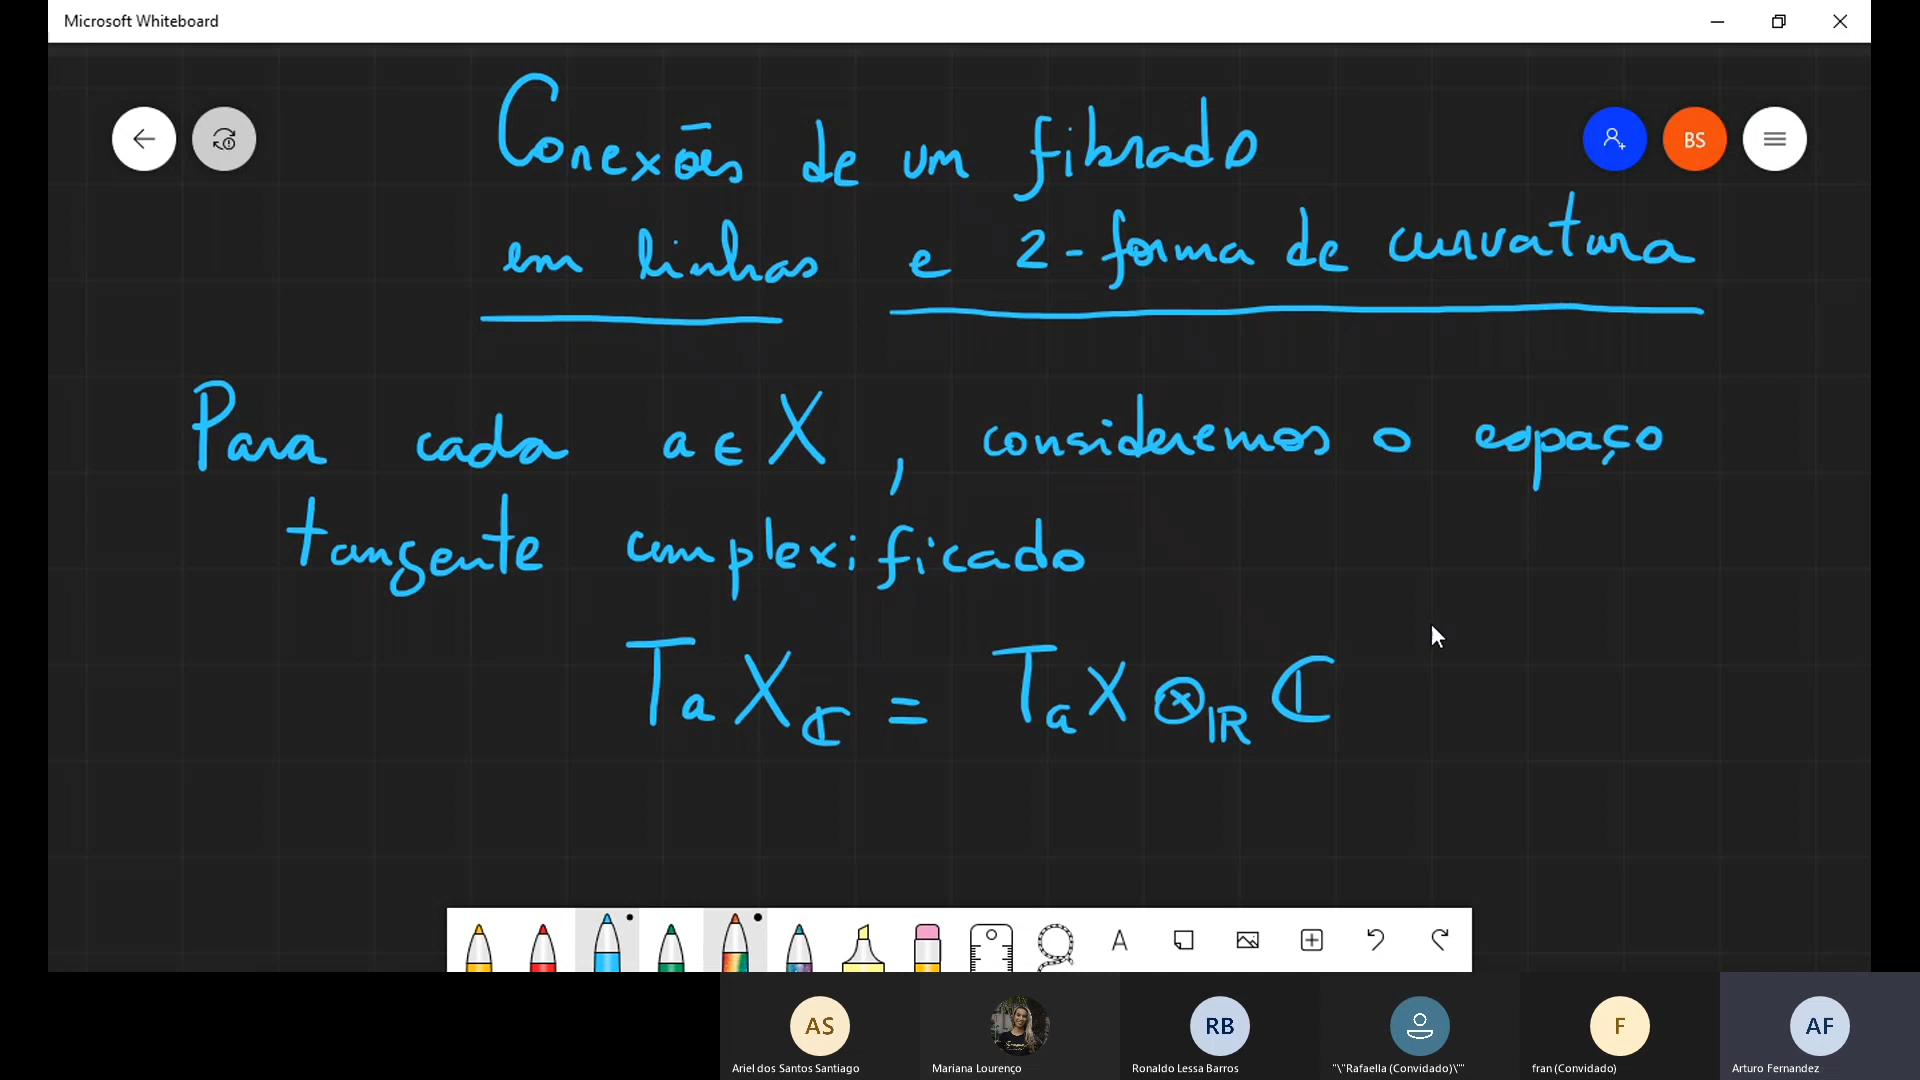 Microsoft Whiteboard
BS
Conexões de um fibrado
em linhas e 2-forma de curvatura
Para cada a ∈ X, consideremos o espaço
tangente complexificado
TₐX_ℂ = TₐX ⊗_ℝ ℂ
A
AS
RB
F
AF
Ariel dos Santos Santiago
Mariana Lourenço
Ronaldo Lessa Barros
"\"Rafaella (Convidado)\""
fran (Convidado)
Arturo Fernandez